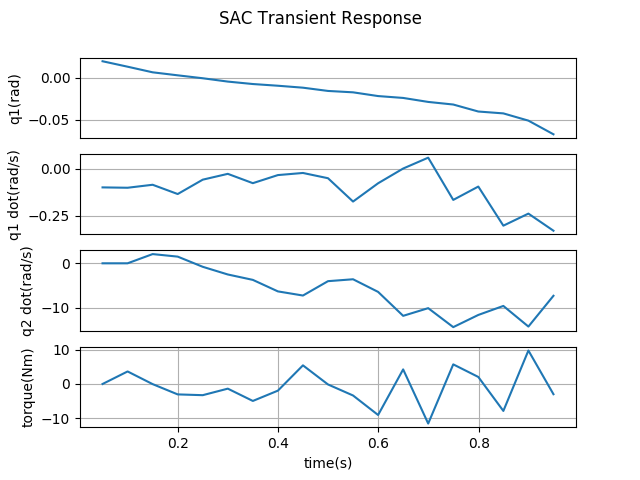 SAC Transient Response
0.00
−0.05
q1(rad)
0.00
−0.25
q1 dot(rad/s)
0
−10
q2 dot(rad/s)
10
0
−10
torque(Nm)
0.2 0.4 0.6 0.8
time(s)